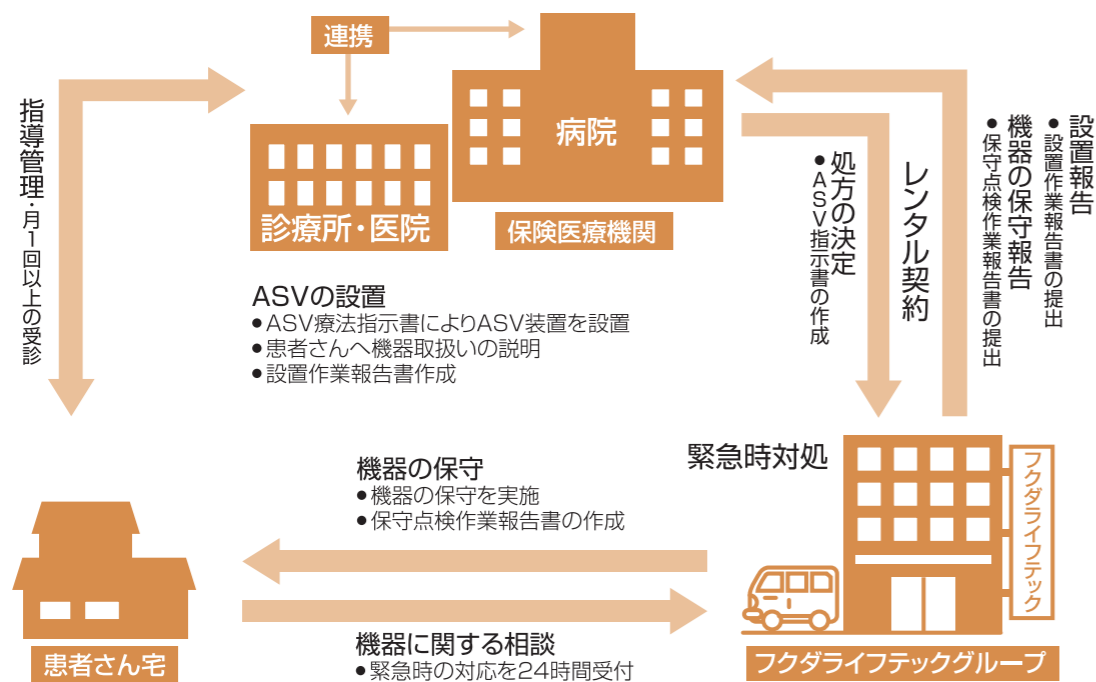 連携
病院
診療所・医院
保険医療機関
指導管理・月1回以上の受診
ASVの設置
●ASV療法指示書によりASV装置を設置
●患者さんへ機器取扱いの説明
●設置作業報告書作成
設置報告
●設置作業報告書の提出
機器の保守報告
●保守点検作業報告書の提出
レンタル契約
処方の決定
●ASV指示書の作成
緊急時対処
フクダライフテック
機器の保守
●機器の保守を実施
●保守点検作業報告書の作成
機器に関する相談
●緊急時の対応を24時間受付
患者さん宅
フクダライフテックグループ